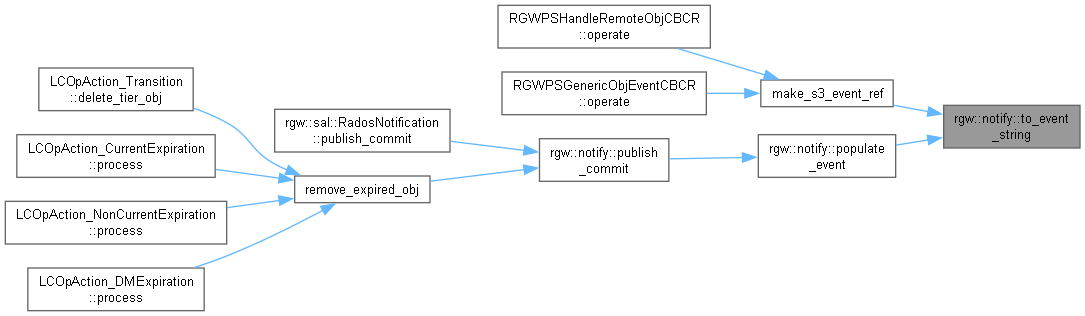 RGWPSHandleRemoteObjCBCR
::operate
LCOpAction_Transition
::delete_tier_obj
RGWPSGenericObjEventCBCR
::operate
make_s3_event_ref
rgw::sal::RadosNotification
::publish_commit
rgw::notify::to_event
_string
LCOpAction_CurrentExpiration
::process
rgw::notify::publish
_commit
rgw::notify::populate
_event
remove_expired_obj
LCOpAction_NonCurrentExpiration
::process
LCOpAction_DMExpiration
::process